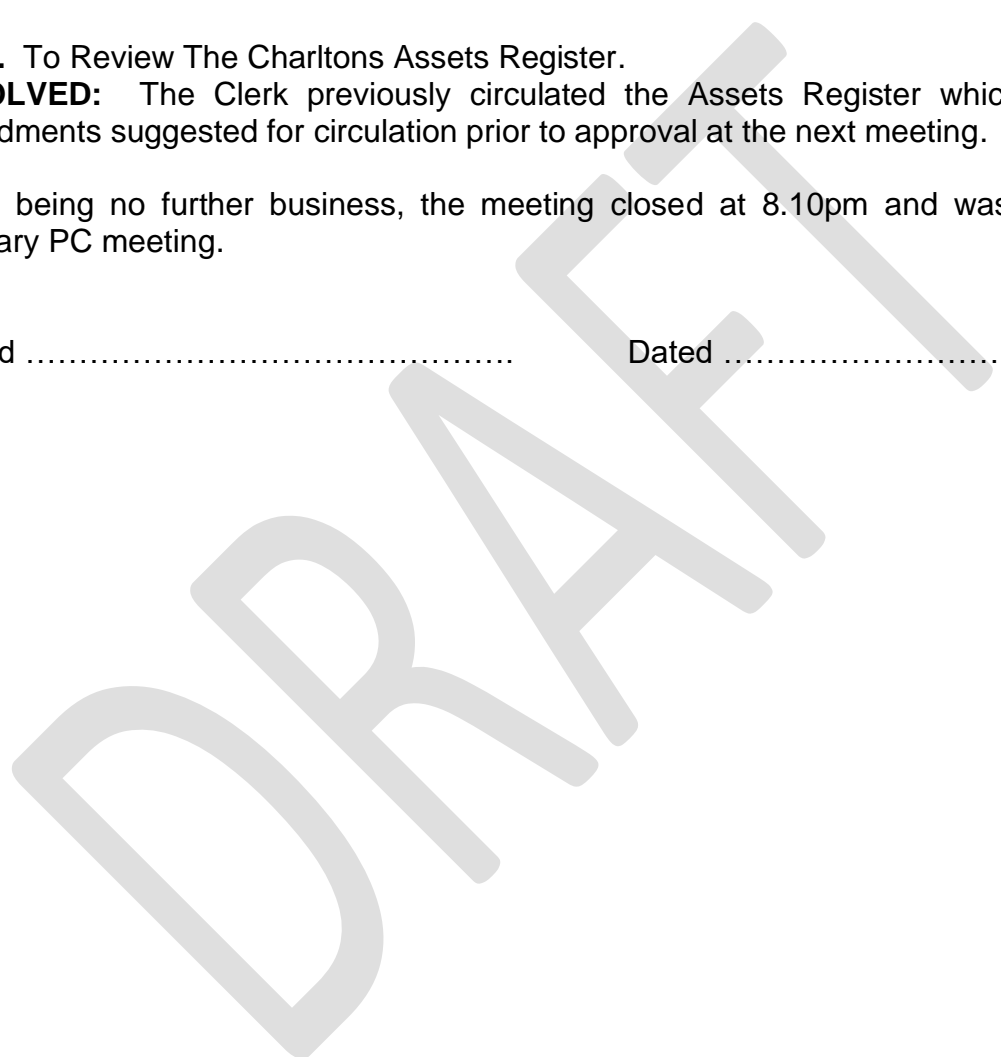 . To Review The Charltons Assets Register.
OLVED: The Clerk previously circulated the Assets Register whic
dments suggested for circulation prior to approval at the next meeting.
being no further business, the meeting closed at 8.10pm and was
ary PC meeting.
d ………………………………………. Dated ……………….…….
DRAFT